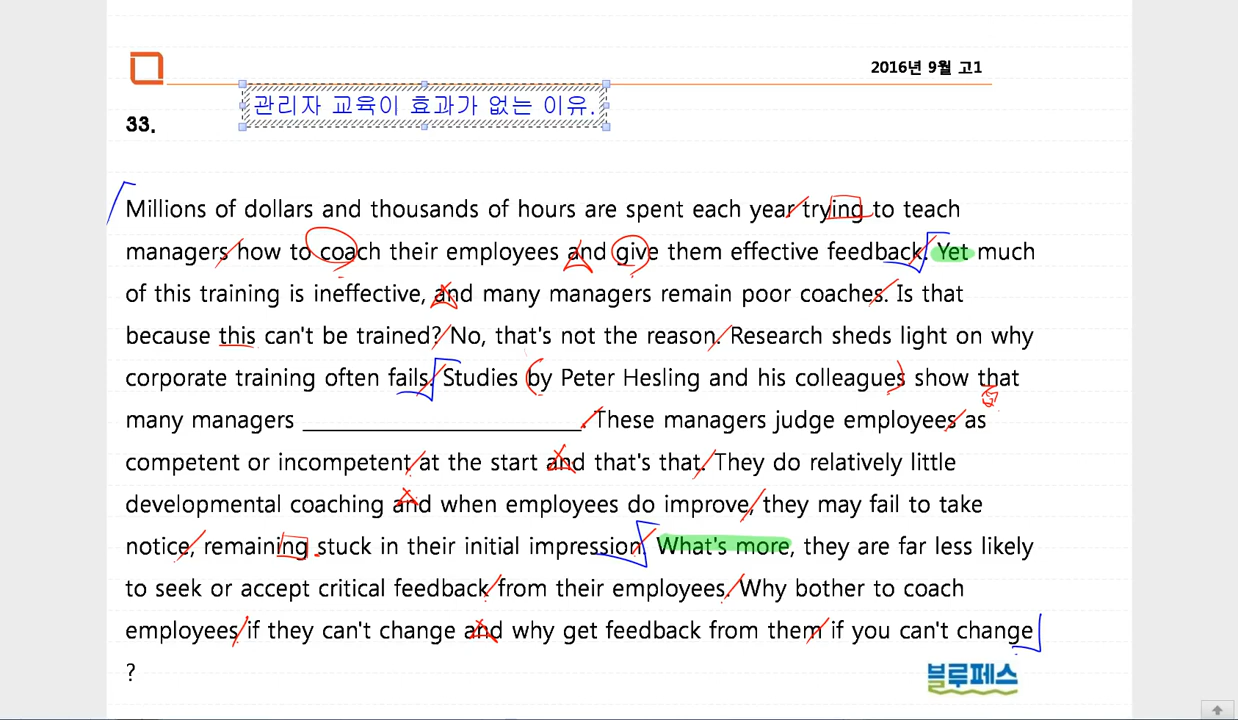 2016년 9월 고1
관리자 교육이 효과가 없는 이유.
33.
Millions of dollars and thousands of hours are spent each year trying to teach
managers how to coach their employees and give them effective feedback. Yet much
of this training is ineffective, and many managers remain poor coaches. Is that
because this can't be trained? No, that's not the reason. Research sheds light on why
corporate training often fails. Studies by Peter Hesling and his colleagues show that
many managers ______________________. These managers judge employees as
competent or incompetent at the start and that's that. They do relatively little
developmental coaching and when employees do improve, they may fail to take
notice, remaining stuck in their initial impression. What's more, they are far less likely
to seek or accept critical feedback from their employees. Why bother to coach
employees if they can't change and why get feedback from them if you can't change
?
블루페스